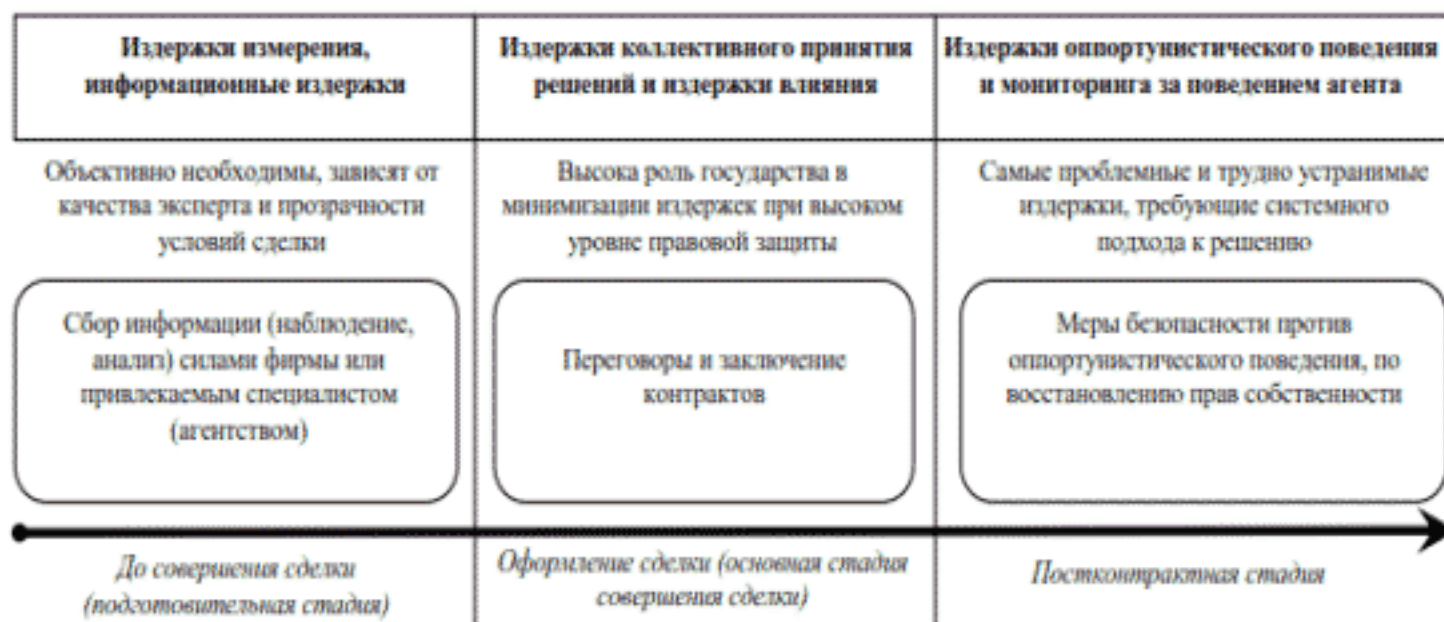 Издержки измерения,
информационные издержки
Издержки коллективного принятия
решений и издержки влияния
Издержки оппортунистического поведения
и мониторинга за поведением агента
Объективно необходимы, зависят от
качества эксперта и прозрачности
условий сделки
Высока роль государства в
минимизации издержек при высоком
уровне правовой защиты
Самые проблемные и трудно устранимые
издержки, требующие системного
подхода к решению
Сбор информации (наблюдение,
анализ) силами фирмы или
привлекаемым специалистом
(агентством)
Переговоры и заключение
контрактов
Меры безопасности против
оппортунистического поведения, по
восстановлению прав собственности
До совершения сделки
(подготовительная стадия)
Оформление сделки (основная стадия
совершения сделки)
Постконтрактная стадия